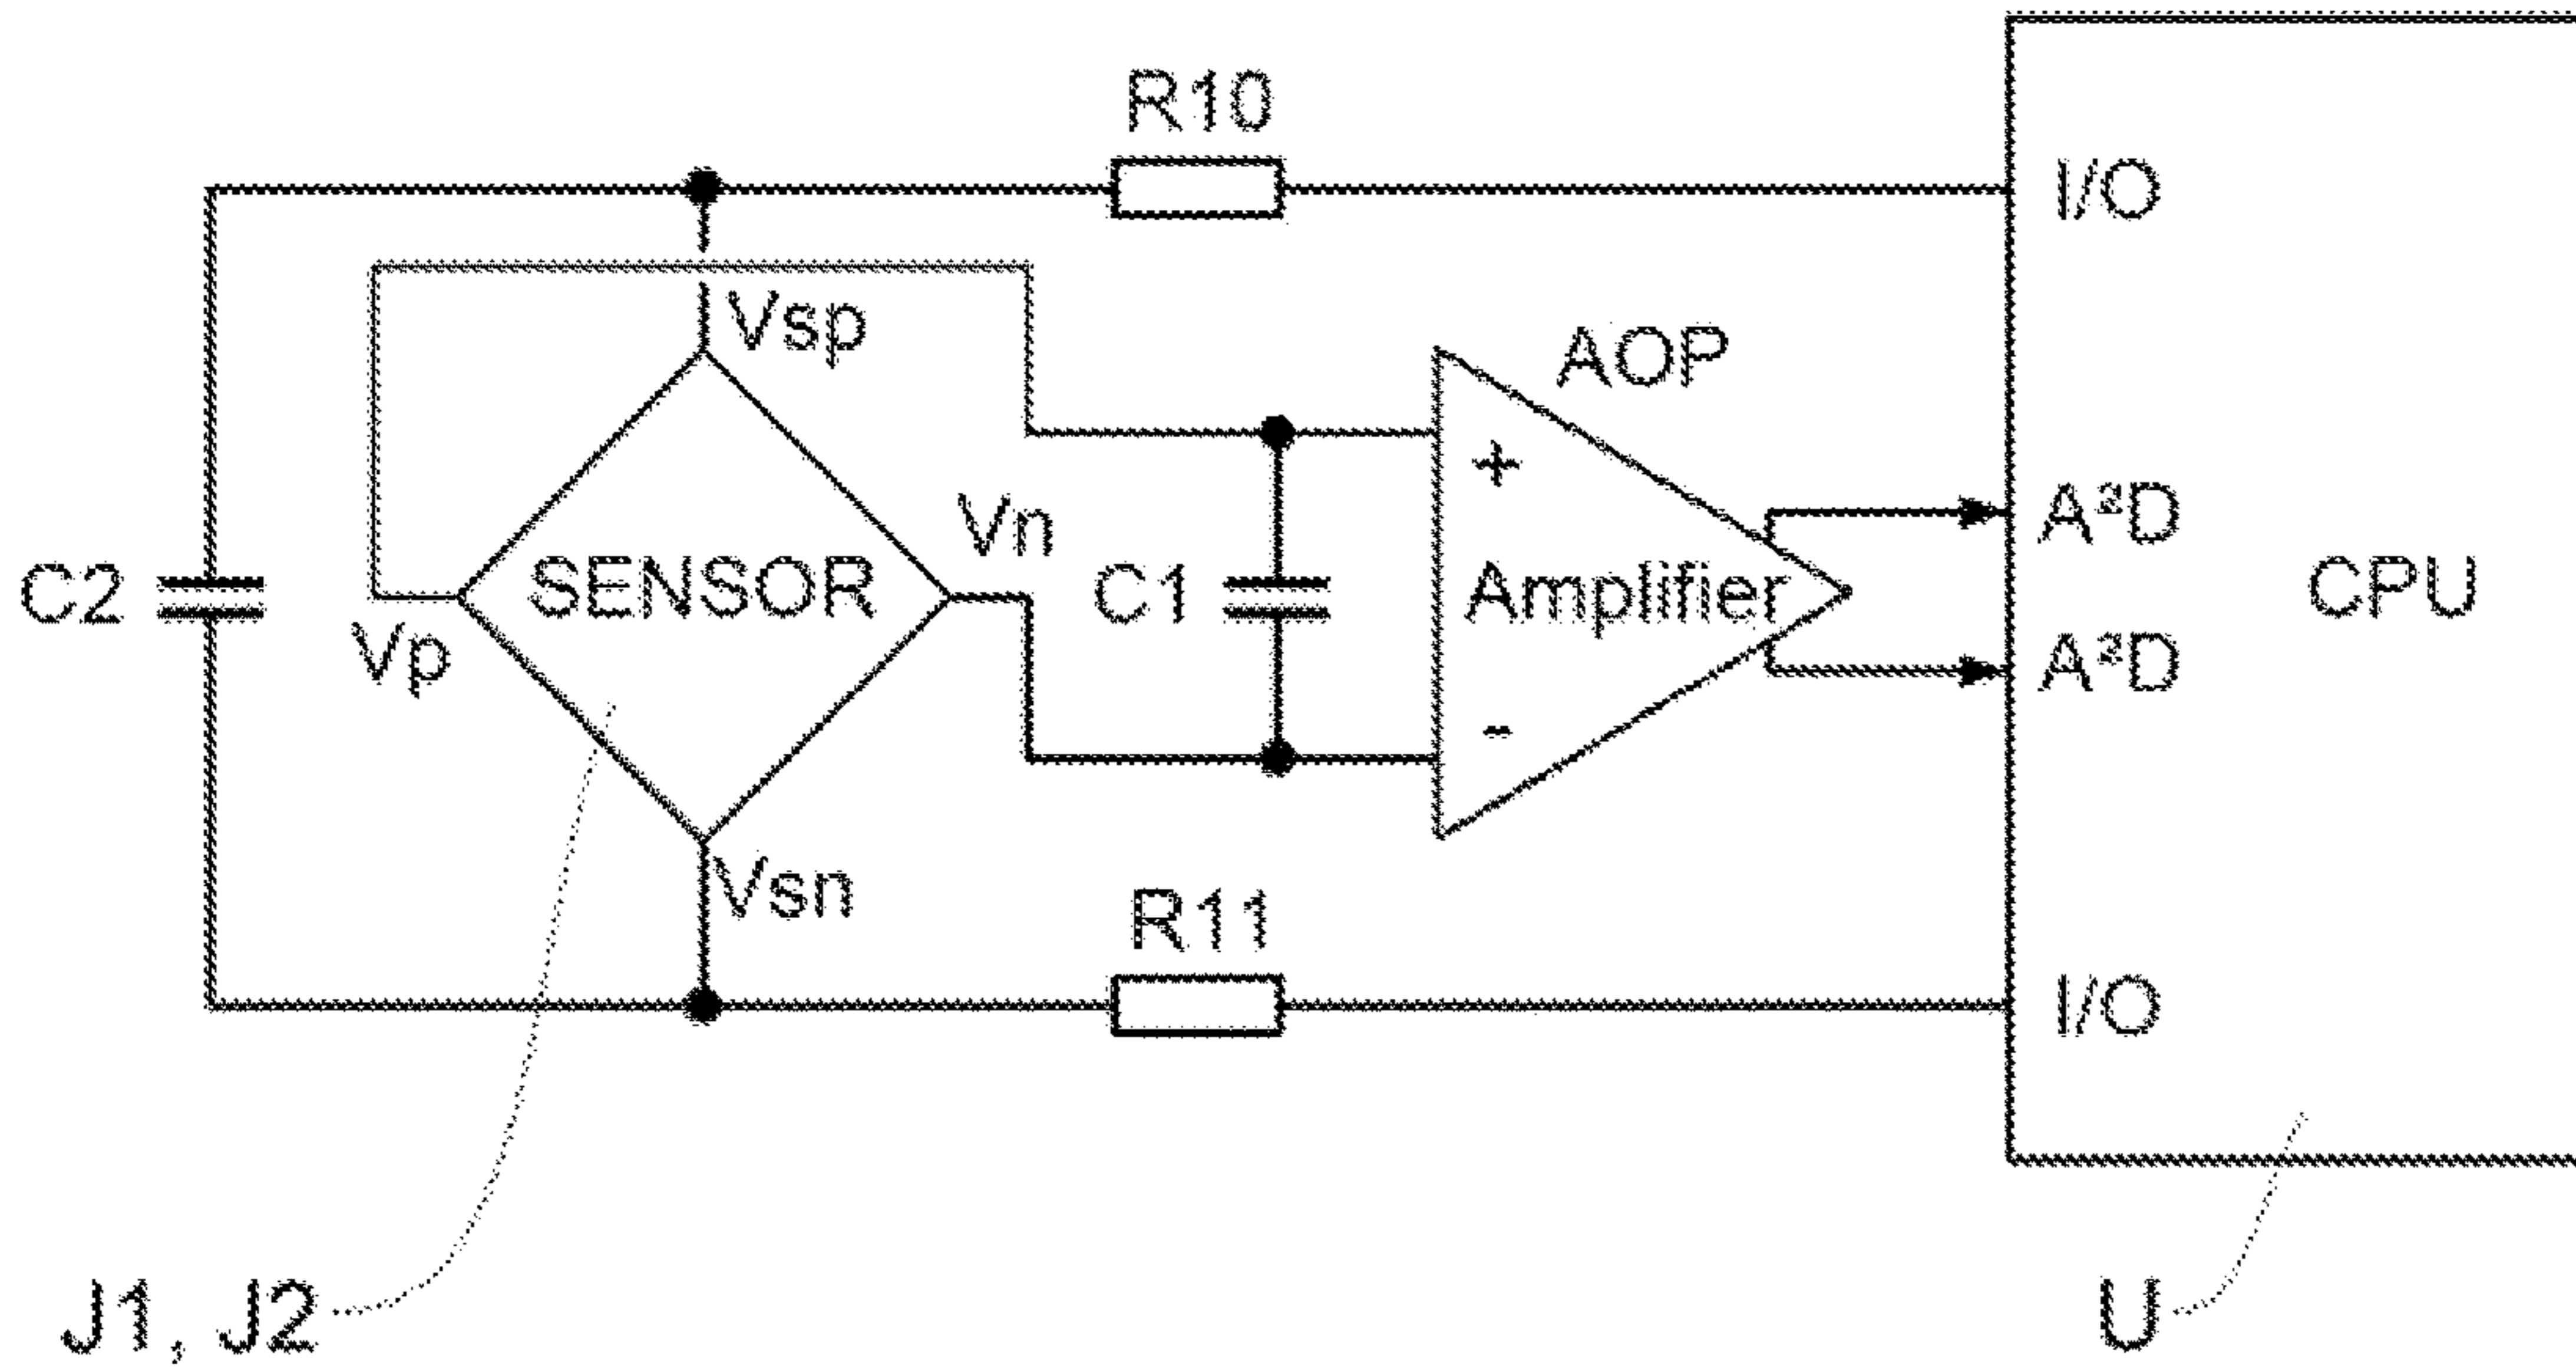 R10
I/O
Vsp
AOP
+
Vn
A²D
C2
SENSOR
C1
Amplifier
CPU
Vp
A²D
-
Vsn
R11
I/O
J1, J2
U